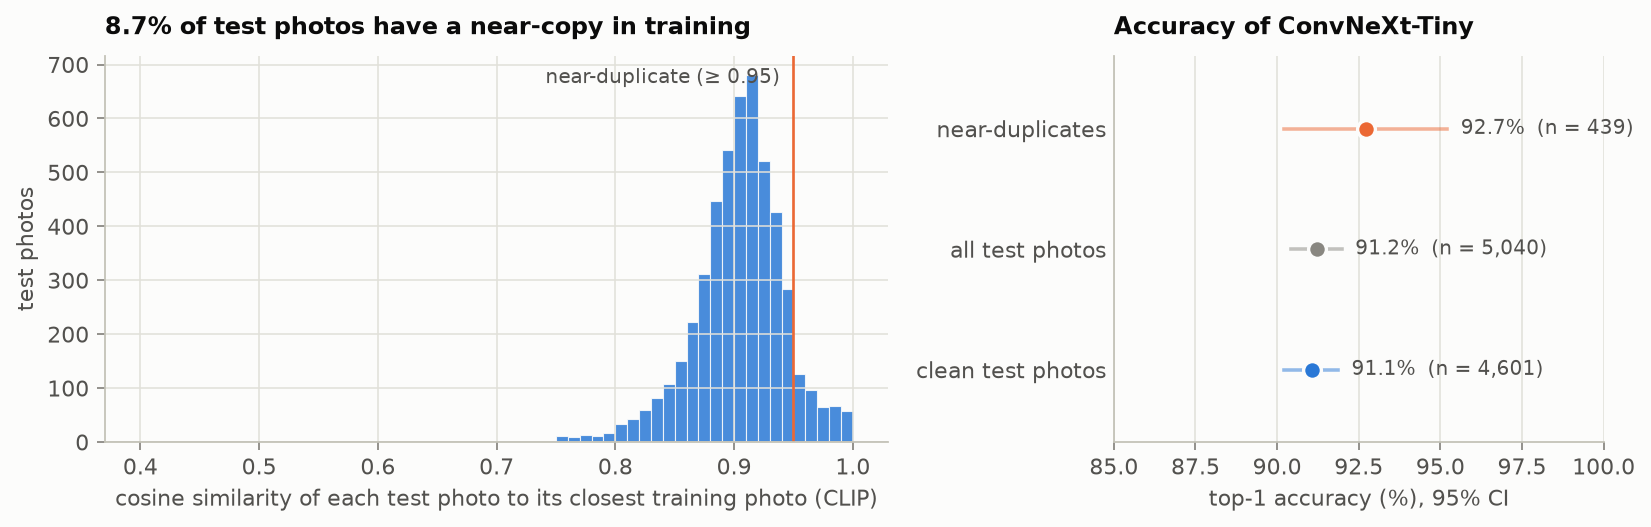 8.7% of test photos have a near-copy in training
near-duplicate (≥ 0.95)
test photos
700
600
500
400
300
200
100
0
0.4 0.5 0.6 0.7 0.8 0.9 1.0
cosine similarity of each test photo to its closest training photo (CLIP)
Accuracy of ConvNeXt-Tiny
near-duplicates 92.7% (n = 439)
all test photos 91.2% (n = 5,040)
clean test photos 91.1% (n = 4,601)
85.0 87.5 90.0 92.5 95.0 97.5 100.0
top-1 accuracy (%), 95% CI